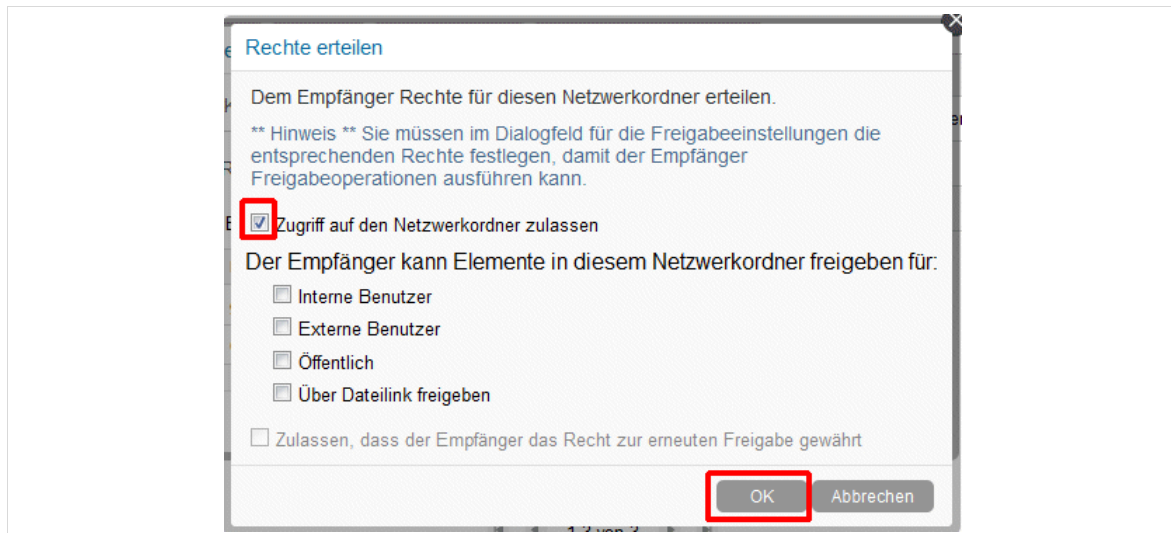 Rechte erteilen
Dem Empfänger Rechte für diesen Netzwerkordner erteilen.
** Hinweis ** Sie müssen im Dialogfeld für die Freigabeeinstellungen die
entsprechenden Rechte festlegen, damit der Empfänger
Freigabeoperationen ausführen kann.
Zugriff auf den Netzwerkordner zulassen
Der Empfänger kann Elemente in diesem Netzwerkordner freigeben für:
Interne Benutzer
Externe Benutzer
Öffentlich
Über Dateilink freigeben
Zulassen, dass der Empfänger das Recht zur erneuten Freigabe gewährt
OK Abbrechen